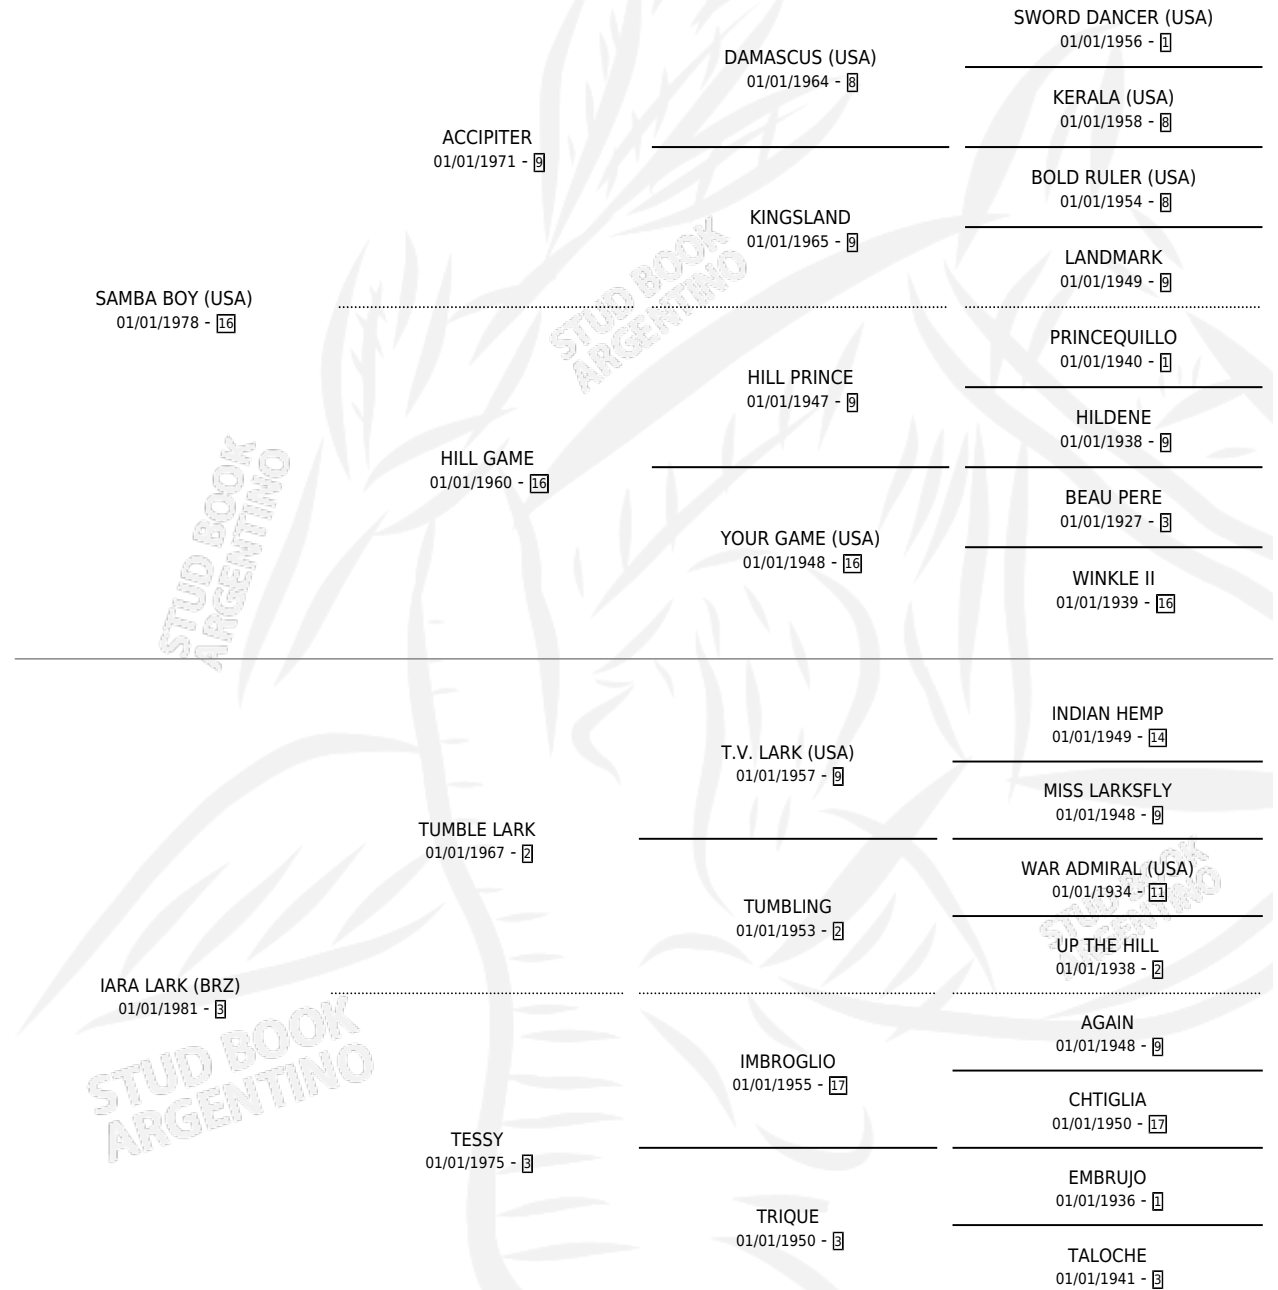 SWORD DANCER (USA)
01/01/1956 - 1
DAMASCUS (USA)
01/01/1964 - 8
KERALA (USA)
01/01/1958 - 8
ACCIPITER
01/01/1971 - 9
BOLD RULER (USA)
01/01/1954 - 8
KINGSLAND
01/01/1965 - 9
LANDMARK
01/01/1949 - 9
SAMBA BOY (USA)
01/01/1978 - 16
PRINCEQUILLO
01/01/1940 - 1
HILL PRINCE
01/01/1947 - 9
HILDENE
01/01/1938 - 9
HILL GAME
01/01/1960 - 16
BEAU PERE
01/01/1927 - 3
YOUR GAME (USA)
01/01/1948 - 16
WINKLE II
01/01/1939 - 16
INDIAN HEMP
01/01/1949 - 14
T.V. LARK (USA)
01/01/1957 - 9
MISS LARKSFLY
01/01/1948 - 9
TUMBLE LARK
01/01/1967 - 2
WAR ADMIRAL (USA)
01/01/1934 - 11
TUMBLING
01/01/1953 - 2
UP THE HILL
01/01/1938 - 2
IARA LARK (BRZ)
01/01/1981 - 3
AGAIN
01/01/1948 - 9
IMBROGLIO
01/01/1955 - 17
CHTIGLIA
01/01/1950 - 17
TESSY
01/01/1975 - 3
EMBRUJO
01/01/1936 - 1
TRIQUE
01/01/1950 - 3
TALOCHE
01/01/1941 - 3
STUD BOOK
ARGENTINO
STUD BOOK
ARGENTINO
STUD BOOK
ARGENTINO
STUD BOOK
ARGENTINO